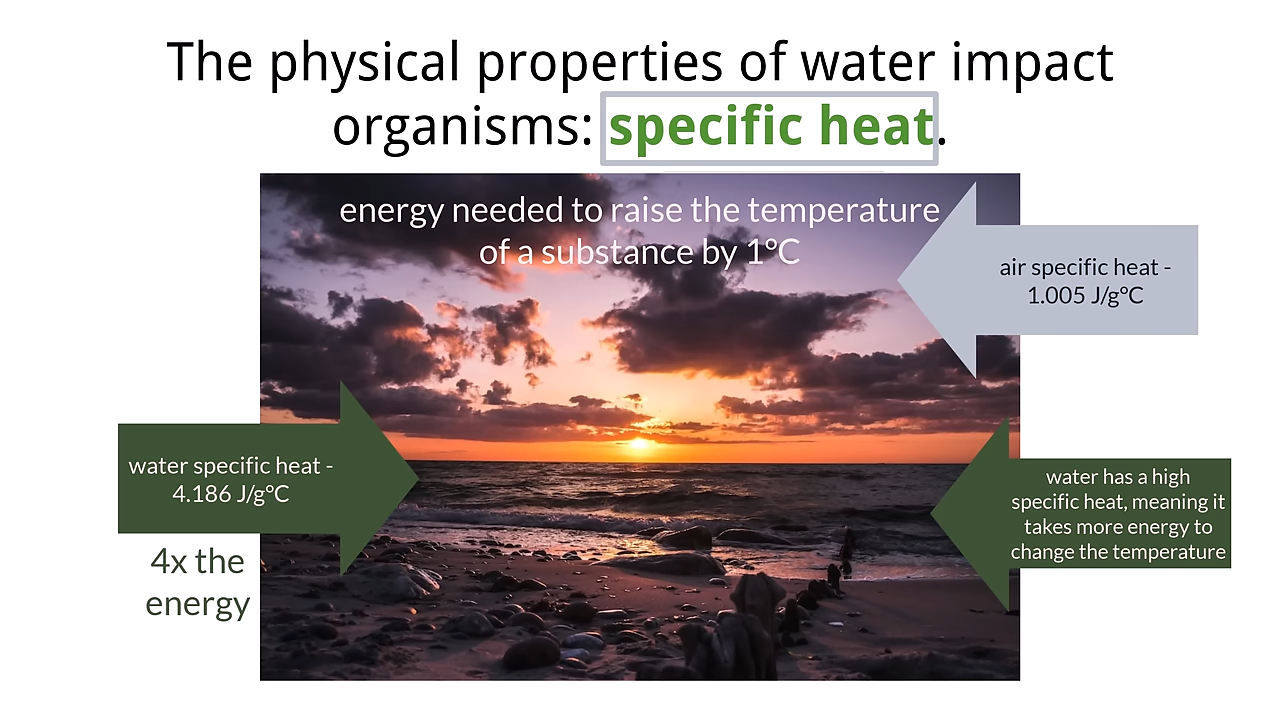 The physical properties of water impact
organisms: specific heat.
energy needed to raise the temperature
of a substance by 1°C
air specific heat -
1.005 J/g°C
water specific heat -
4.186 J/g°C
water has a high
specific heat, meaning it
takes more energy to
change the temperature
4x the
energy